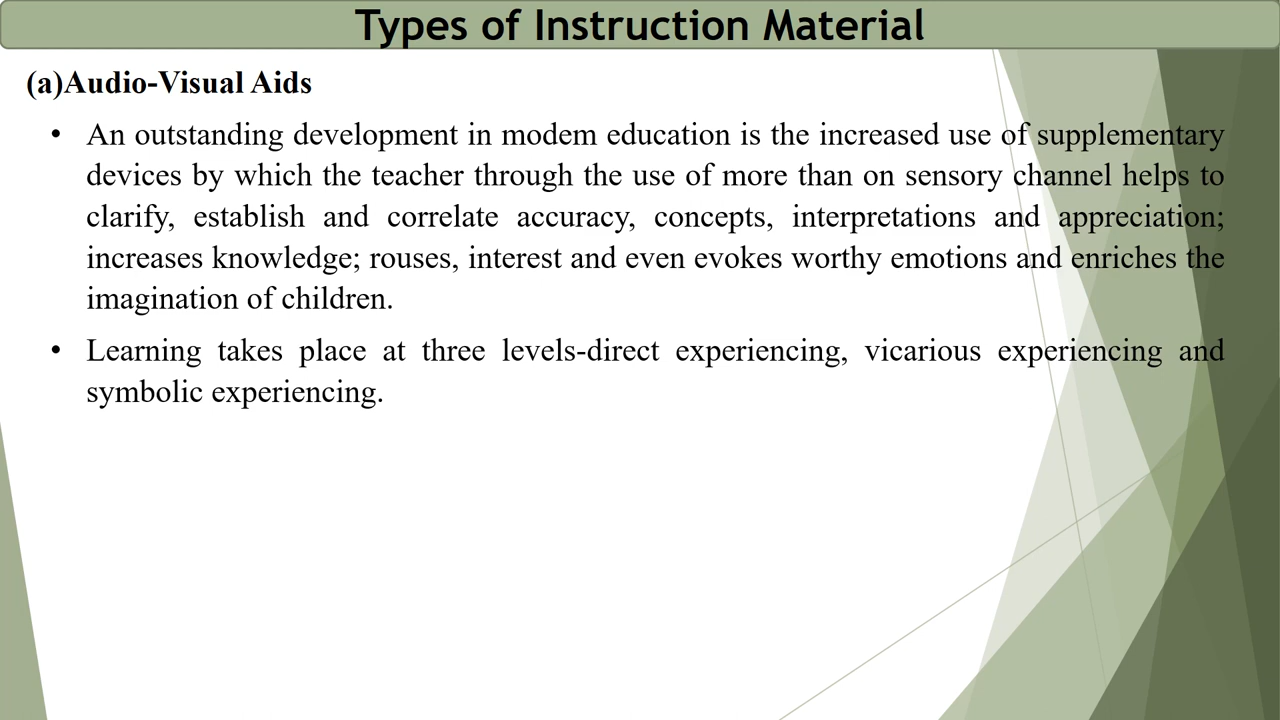 Types of Instruction Material
(a)Audio-Visual Aids
• An outstanding development in modem education is the increased use of supplementary
devices by which the teacher through the use of more than on sensory channel helps to
clarify, establish and correlate accuracy, concepts, interpretations and appreciation;
increases knowledge; rouses, interest and even evokes worthy emotions and enriches the
imagination of children.
• Learning takes place at three levels-direct experiencing, vicarious experiencing and
symbolic experiencing.